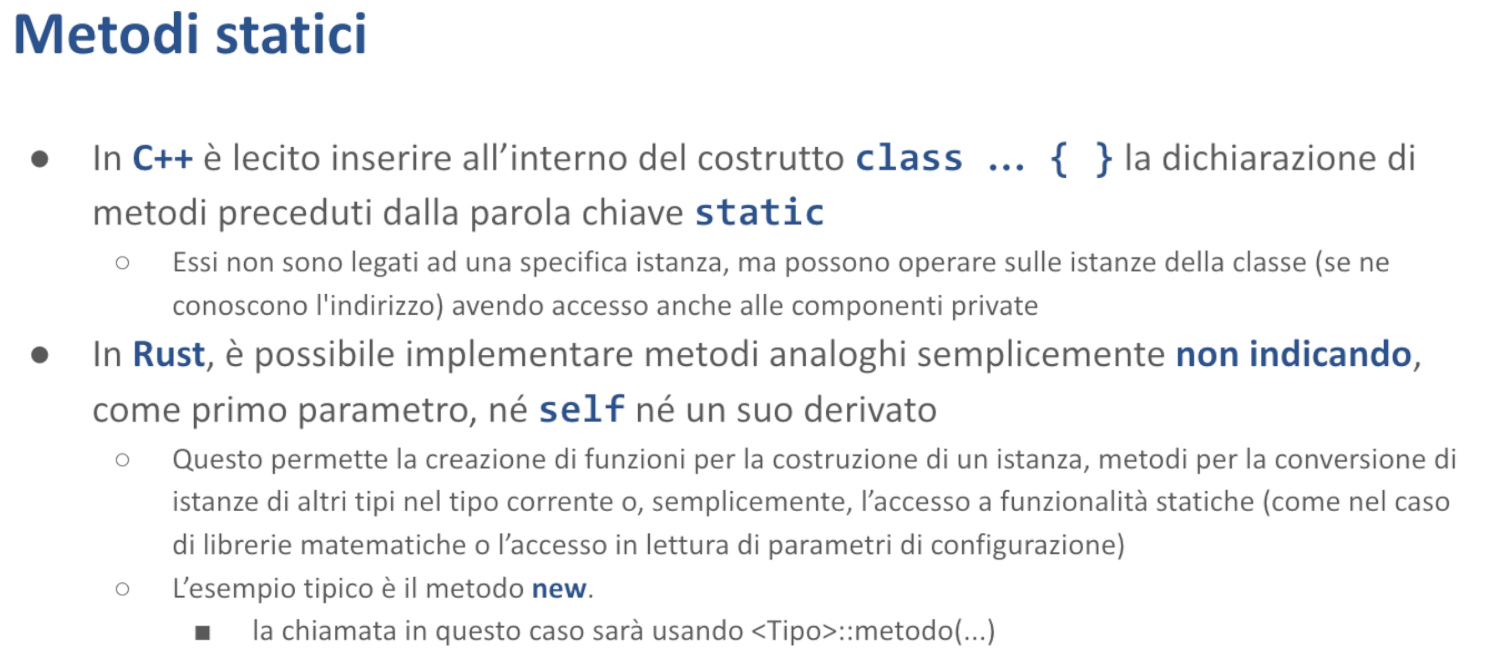 Metodi statici
● In C++ è lecito inserire all’interno del costrutto class ... { } la dichiarazione di
metodi preceduti dalla parola chiave static
○ Essi non sono legati ad una specifica istanza, ma possono operare sulle istanze della classe (se ne
conoscono l'indirizzo) avendo accesso anche alle componenti private
● In Rust, è possibile implementare metodi analoghi semplicemente non indicando,
come primo parametro, né self né un suo derivato
○ Questo permette la creazione di funzioni per la costruzione di un istanza, metodi per la conversione di
istanze di altri tipi nel tipo corrente o, semplicemente, l’accesso a funzionalità statiche (come nel caso
di librerie matematiche o l’accesso in lettura di parametri di configurazione)
○ L’esempio tipico è il metodo new.
■ la chiamata in questo caso sarà usando <Tipo>::metodo(...)